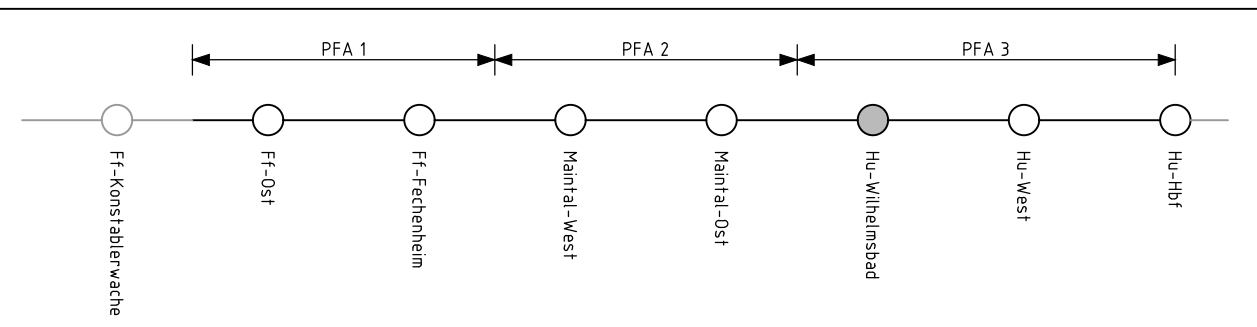 PFA 1
PFA 2
PFA 3
Ff-Konstablerwache
Ff-Ost
Ff-Fechenheim
Maintal-West
Maintal-Ost
Hu-Wilhelmsbad
Hu-West
Hu-Hbf